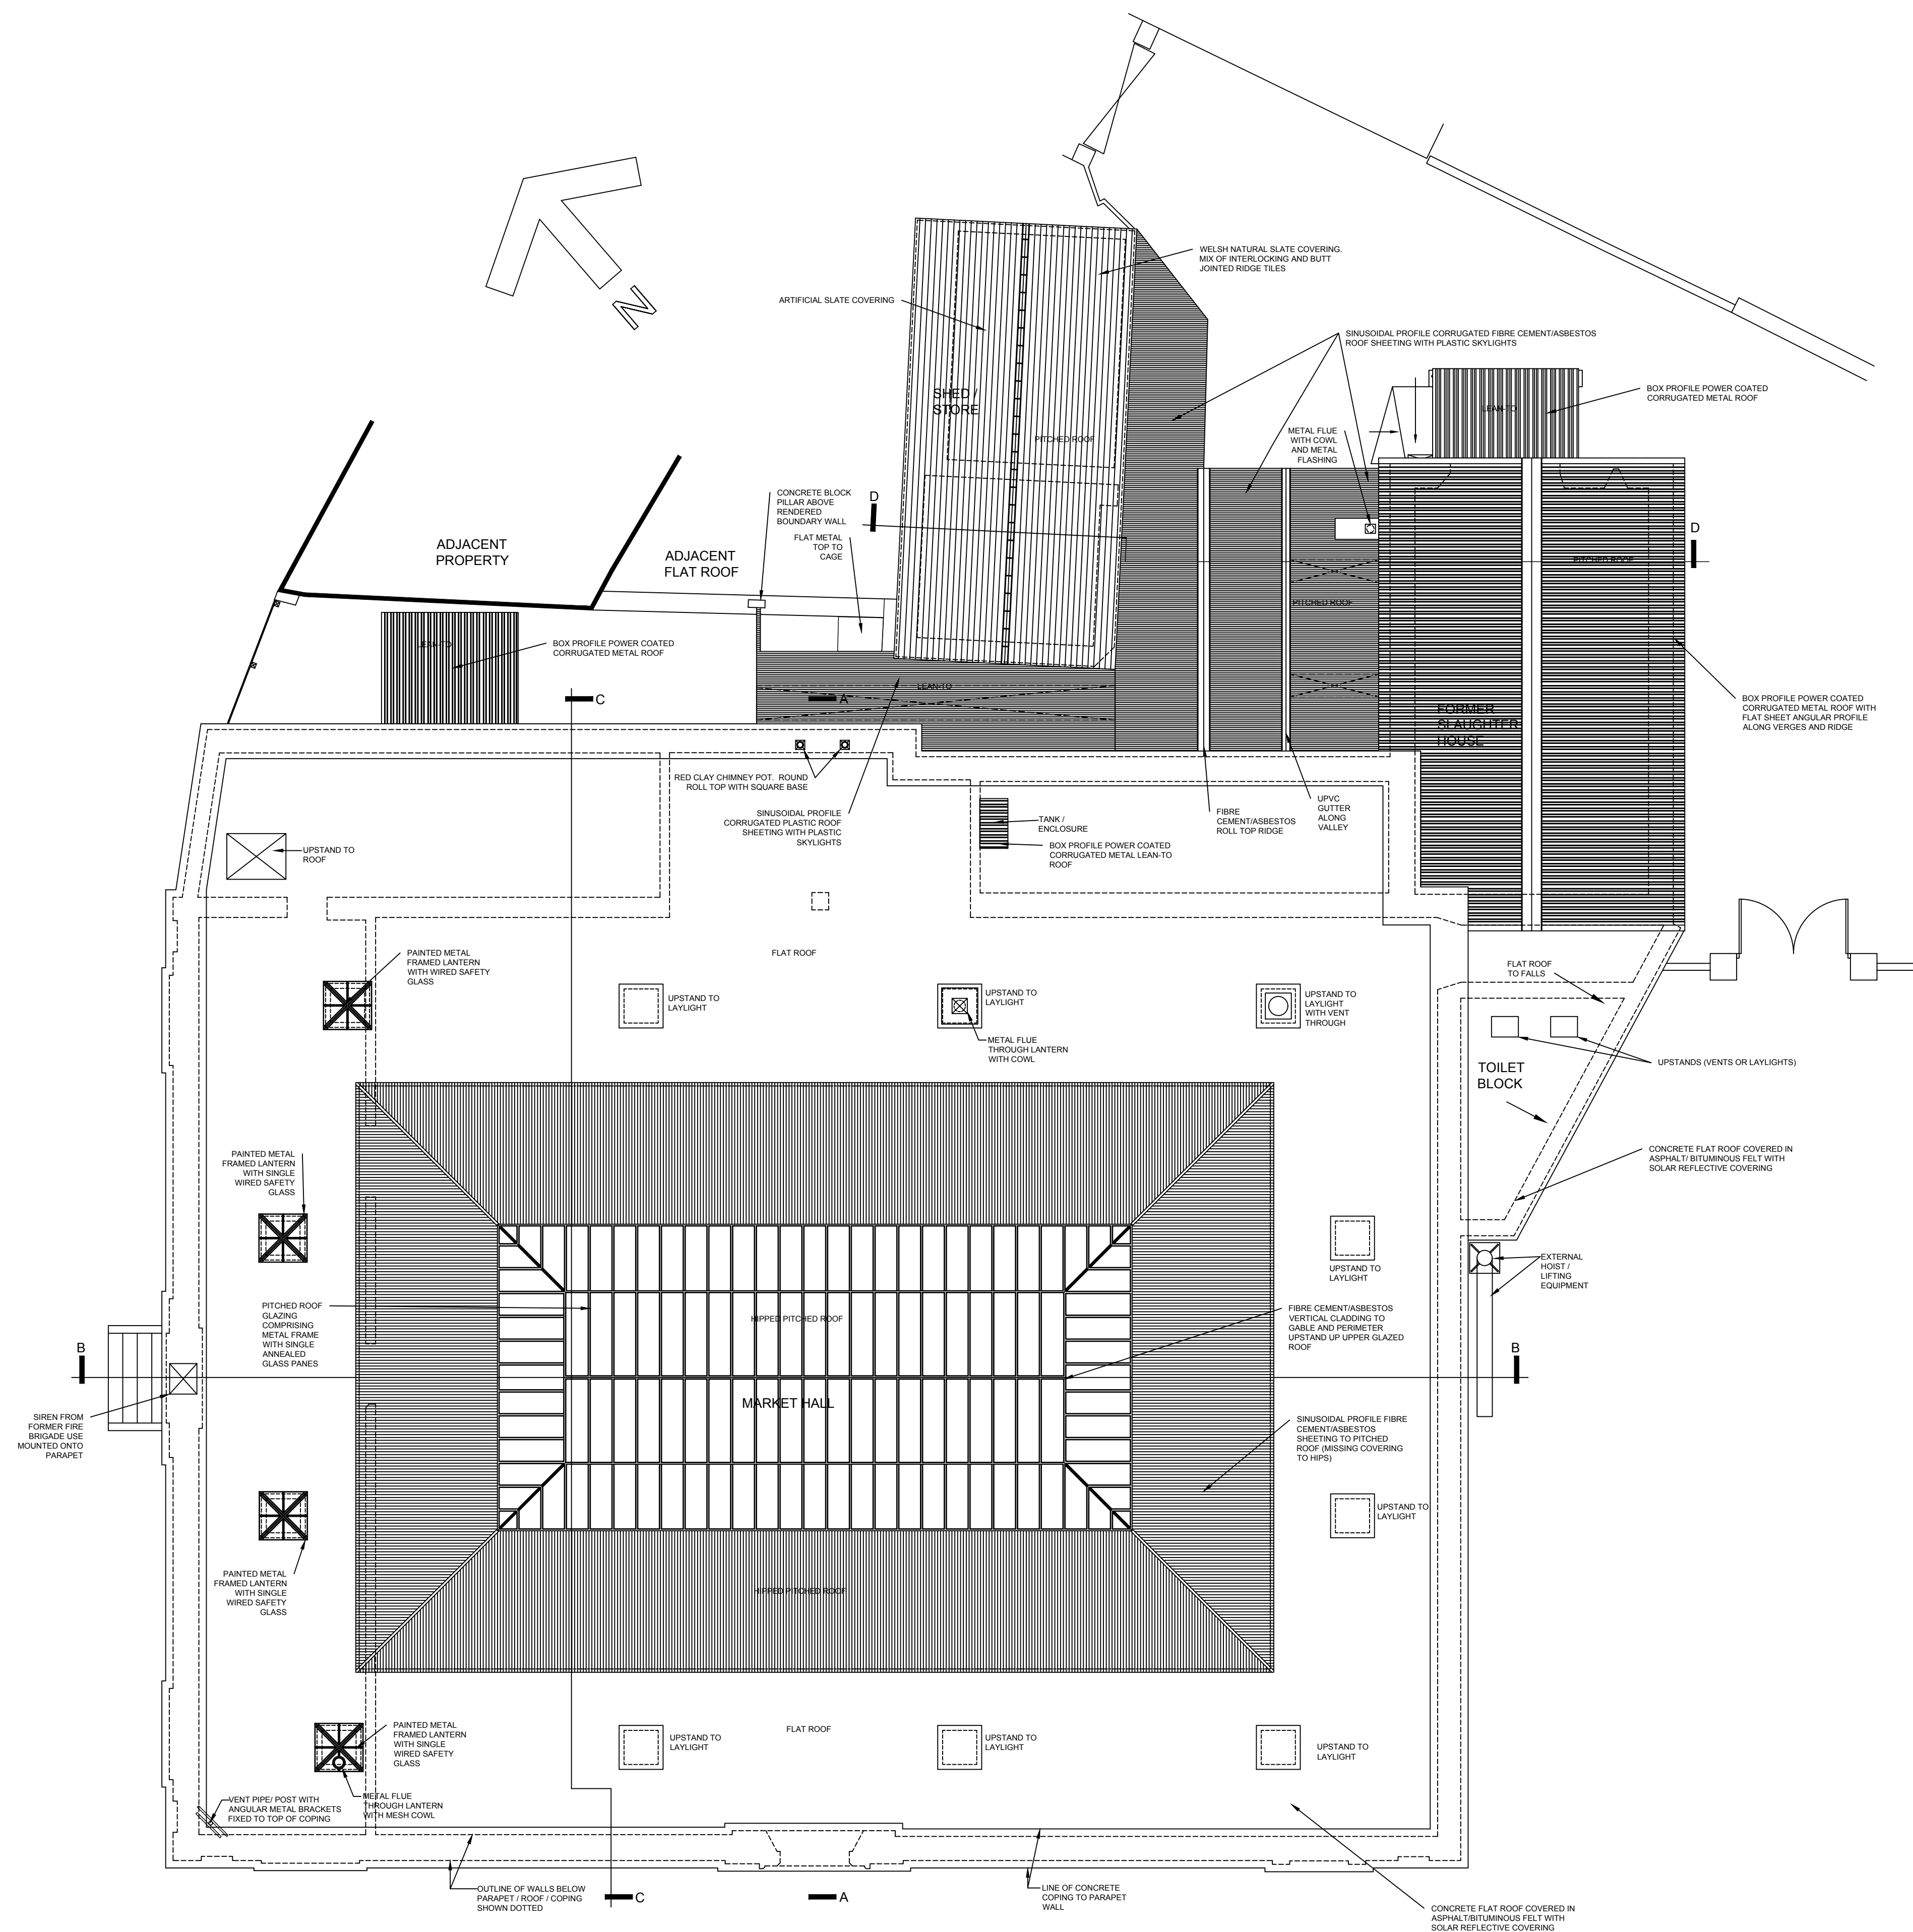 WELSH NATURAL SLATE COVERING.
MIX OF INTERLOCKING AND BUTT
JOINTED RIDGE TILES
N
ARTIFICIAL SLATE COVERING
SINUSOIDAL PROFILE CORRUGATED FIBRE CEMENT/ASBESTOS
ROOF SHEETING WITH PLASTIC SKYLIGHTS
SHED /
STORE
PITCHED ROOF
LEAN-TO
BOX PROFILE POWER COATED
CORRUGATED METAL ROOF
METAL FLUE
WITH COWL
AND METAL
FLASHING
CONCRETE BLOCK
PILLAR ABOVE
RENDERED
BOUNDARY WALL
D
D
FLAT METAL
TOP TO
CAGE
ADJACENT
PROPERTY
ADJACENT
FLAT ROOF
PITCHED ROOF
PITCHED ROOF
LEAN-TO
BOX PROFILE POWER COATED
CORRUGATED METAL ROOF
LEAN-TO
C
A
FORMER
SLAUGHTER
HOUSE
BOX PROFILE POWER COATED
CORRUGATED METAL ROOF WITH
FLAT SHEET ANGULAR PROFILE
ALONG VERGES AND RIDGE
RED CLAY CHIMNEY POT. ROUND
ROLL TOP WITH SQUARE BASE
SINUSOIDAL PROFILE
CORRUGATED PLASTIC ROOF
SHEETING WITH PLASTIC
SKYLIGHTS
TANK /
ENCLOSURE
BOX PROFILE POWER COATED
CORRUGATED METAL LEAN-TO
ROOF
FIBRE
CEMENT/ASBESTOS
ROLL TOP RIDGE
UPVC
GUTTER
ALONG
VALLEY
UPSTAND TO
ROOF
PAINTED METAL
FRAMED LANTERN
WITH WIRED SAFETY
GLASS
FLAT ROOF
FLAT ROOF
TO FALLS
UPSTAND TO
LAYLIGHT
UPSTAND TO
LAYLIGHT
UPSTAND TO
LAYLIGHT
WITH VENT
THROUGH
METAL FLUE
THROUGH LANTERN
WITH COWL
UPSTANDS (VENTS OR LAYLIGHTS)
TOILET
BLOCK
PAINTED METAL
FRAMED LANTERN
WITH SINGLE
WIRED SAFETY
GLASS
CONCRETE FLAT ROOF COVERED IN
ASPHALT/ BITUMINOUS FELT WITH
SOLAR REFLECTIVE COVERING
UPSTAND TO
LAYLIGHT
EXTERNAL
HOIST /
LIFTING
EQUIPMENT
PITCHED ROOF
GLAZING
COMPRISING
METAL FRAME
WITH SINGLE
ANNEALED
GLASS PANES
HIPPED PITCHED ROOF
FIBRE CEMENT/ASBESTOS
VERTICAL CLADDING TO
GABLE AND PERIMETER
UPSTAND UP UPPER GLAZED
ROOF
B
B
MARKET HALL
SIREN FROM
FORMER FIRE
BRIGADE USE
MOUNTED ONTO
PARAPET
SINUSOIDAL PROFILE FIBRE
CEMENT/ASBESTOS
SHEETING TO PITCHED
ROOF (MISSING COVERING
TO HIPS)
UPSTAND TO
LAYLIGHT
PAINTED METAL
FRAMED LANTERN
WITH SINGLE
WIRED SAFETY
GLASS
HIPPED PITCHED ROOF
PAINTED METAL
FRAMED LANTERN
WITH SINGLE
WIRED SAFETY
GLASS
FLAT ROOF
UPSTAND TO
LAYLIGHT
UPSTAND TO
LAYLIGHT
UPSTAND TO
LAYLIGHT
VENT PIPE/ POST WITH
ANGULAR METAL BRACKETS
FIXED TO TOP OF COPING
METAL FLUE
THROUGH LANTERN
WITH MESH COWL
OUTLINE OF WALLS BELOW
PARAPET / ROOF / COPING
SHOWN DOTTED
C
A
LINE OF CONCRETE
COPING TO PARAPET
WALL
CONCRETE FLAT ROOF COVERED IN
ASPHALT/BITUMINOUS FELT WITH
SOLAR REFLECTIVE COVERING